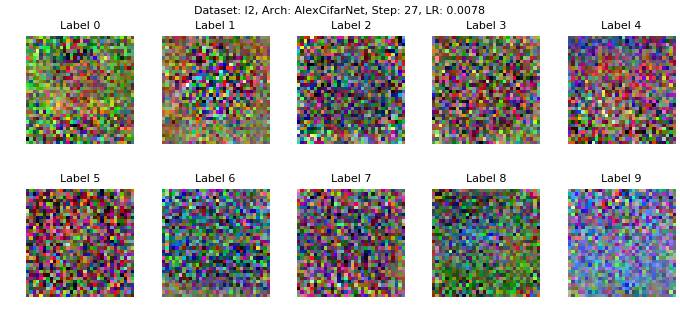 Dataset: I2, Arch: AlexCifarNet, Step: 27, LR: 0.0078
Label 0
Label 1
Label 2
Label 3
Label 4
Label 5
Label 6
Label 7
Label 8
Label 9